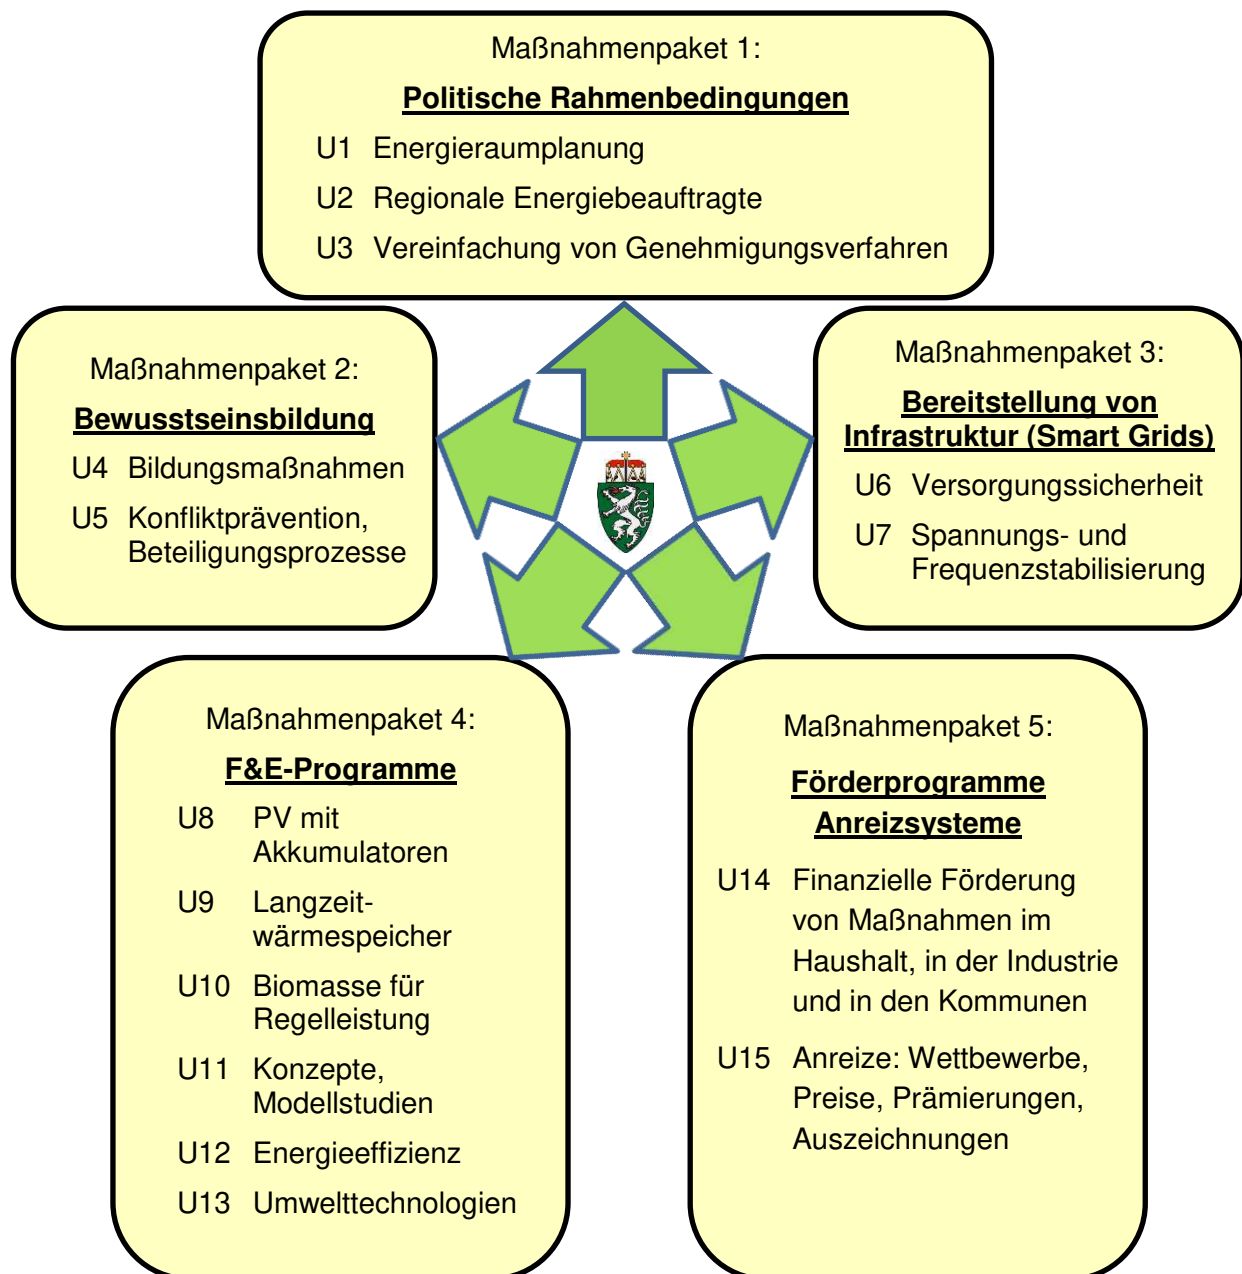 Maßnahmenpaket 1:
Politische Rahmenbedingungen
U1 Energieraumplanung
U2 Regionale Energiebeauftragte
U3 Vereinfachung von Genehmigungsverfahren
Maßnahmenpaket 2:
Bewusstseinsbildung
U4 Bildungsmaßnahmen
U5 Konfliktprävention,
Beteiligungsprozesse
Maßnahmenpaket 3:
Bereitstellung von
Infrastruktur (Smart Grids)
U6 Versorgungssicherheit
U7 Spannungs- und
Frequenzstabilisierung
Maßnahmenpaket 4:
F&E-Programme
U8 PV mit
Akkumulatoren
U9 Langzeit-
wärmespeicher
U10 Biomasse für
Regelleistung
U11 Konzepte,
Modellstudien
U12 Energieeffizienz
U13 Umwelttechnologien
Maßnahmenpaket 5:
Förderprogramme
Anreizsysteme
U14 Finanzielle Förderung
von Maßnahmen im
Haushalt, in der Industrie
und in den Kommunen
U15 Anreize: Wettbewerbe,
Preise, Prämierungen,
Auszeichnungen